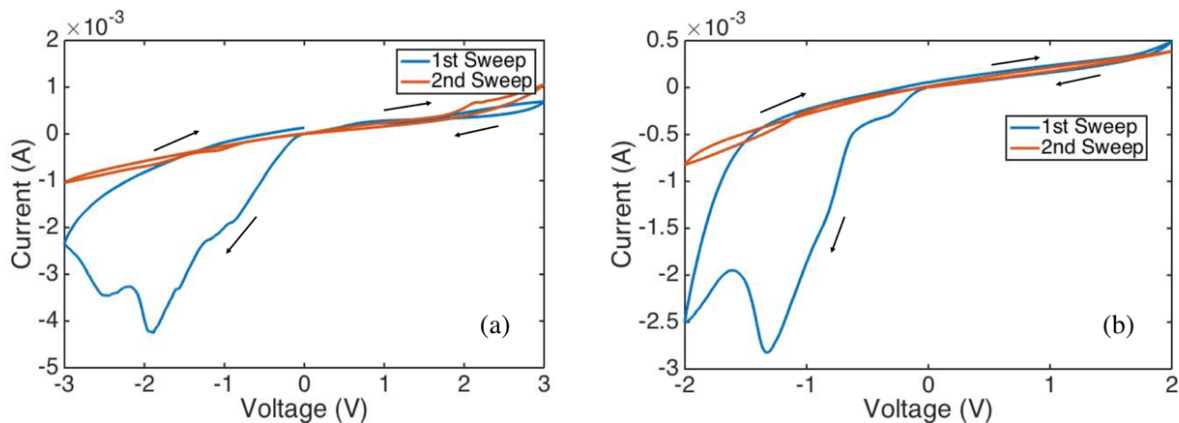 ×10⁻³
2
1
0
-1
-2
-3
-4
-5
Current (A)
1st Sweep
2nd Sweep
(a)
-3 -2 -1 0 1 2 3
Voltage (V)
×10⁻³
0.5
0
-0.5
-1
-1.5
-2
-2.5
-3
Current (A)
1st Sweep
2nd Sweep
(b)
-2 -1 0 1 2
Voltage (V)